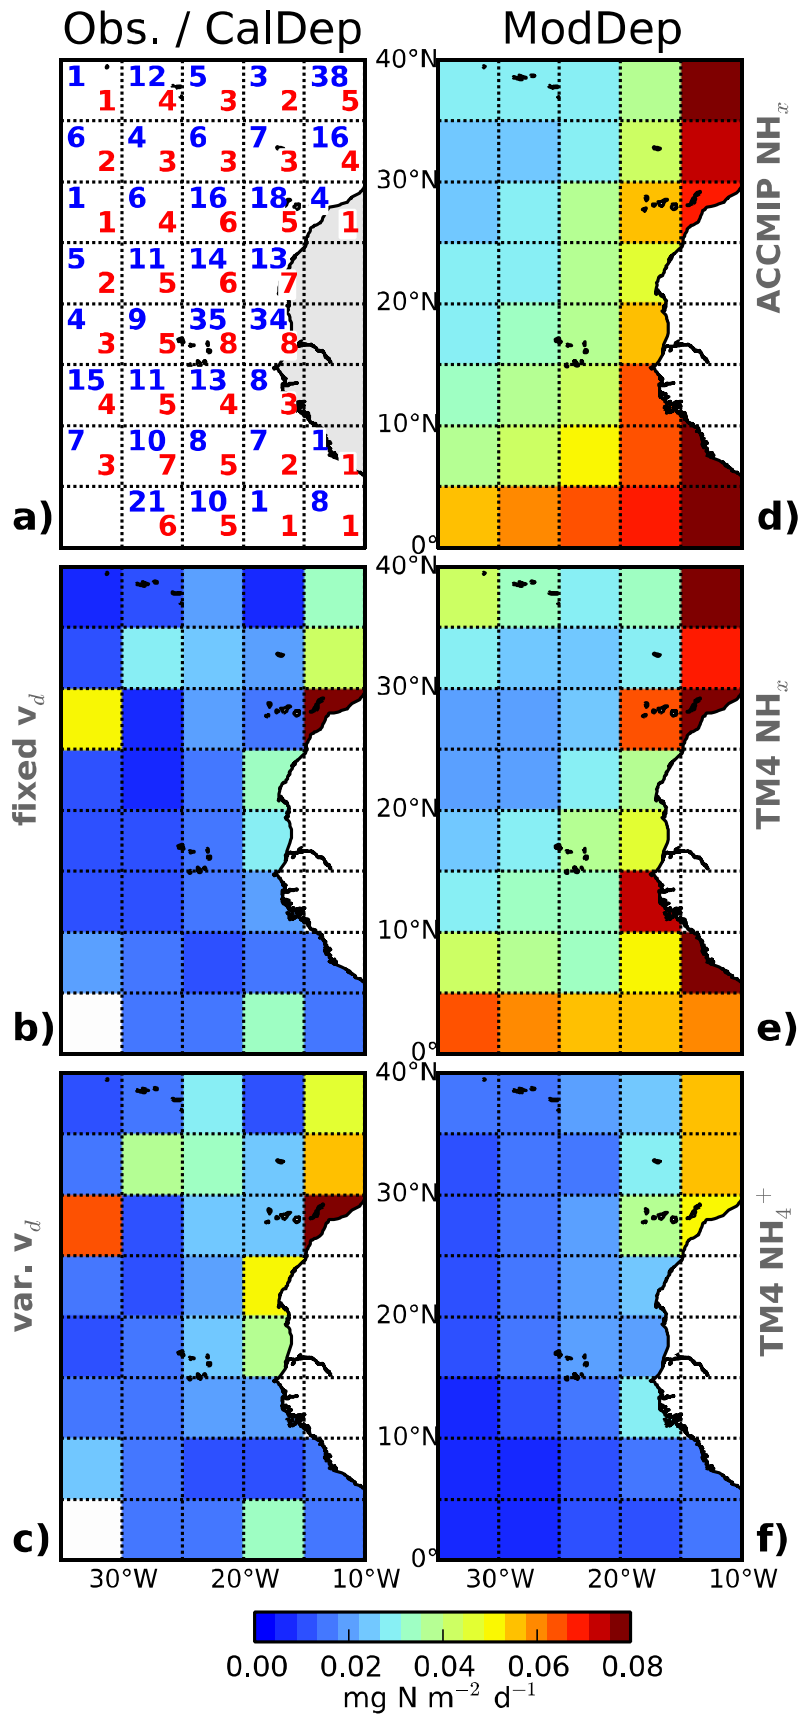 Obs. / CalDep
ModDep
1 12 5 3 38
1 4 3 2 5
6 4 6 7 16
2 3 3 3 4
1 6 16 18 4
1 4 6 5 1
5 11 14 13
2 5 6 7
4 9 35 34
3 5 8 8
15 11 13 8
4 5 4 3
7 10 8 7 1
3 7 5 2 1
21 10 1 8
6 5 1 1
a)
40°N
30°N
20°N
10°N
0°
d)
ACCMIP NHx
fixed vd
b)
40°N
30°N
20°N
10°N
0°
e)
TM4 NHx
var. vd
c)
40°N
30°N
20°N
10°N
0°
f)
TM4 NH4+
30°W 20°W 10°W
30°W 20°W 10°W
0.00 0.02 0.04 0.06 0.08
mg N m−2 d−1